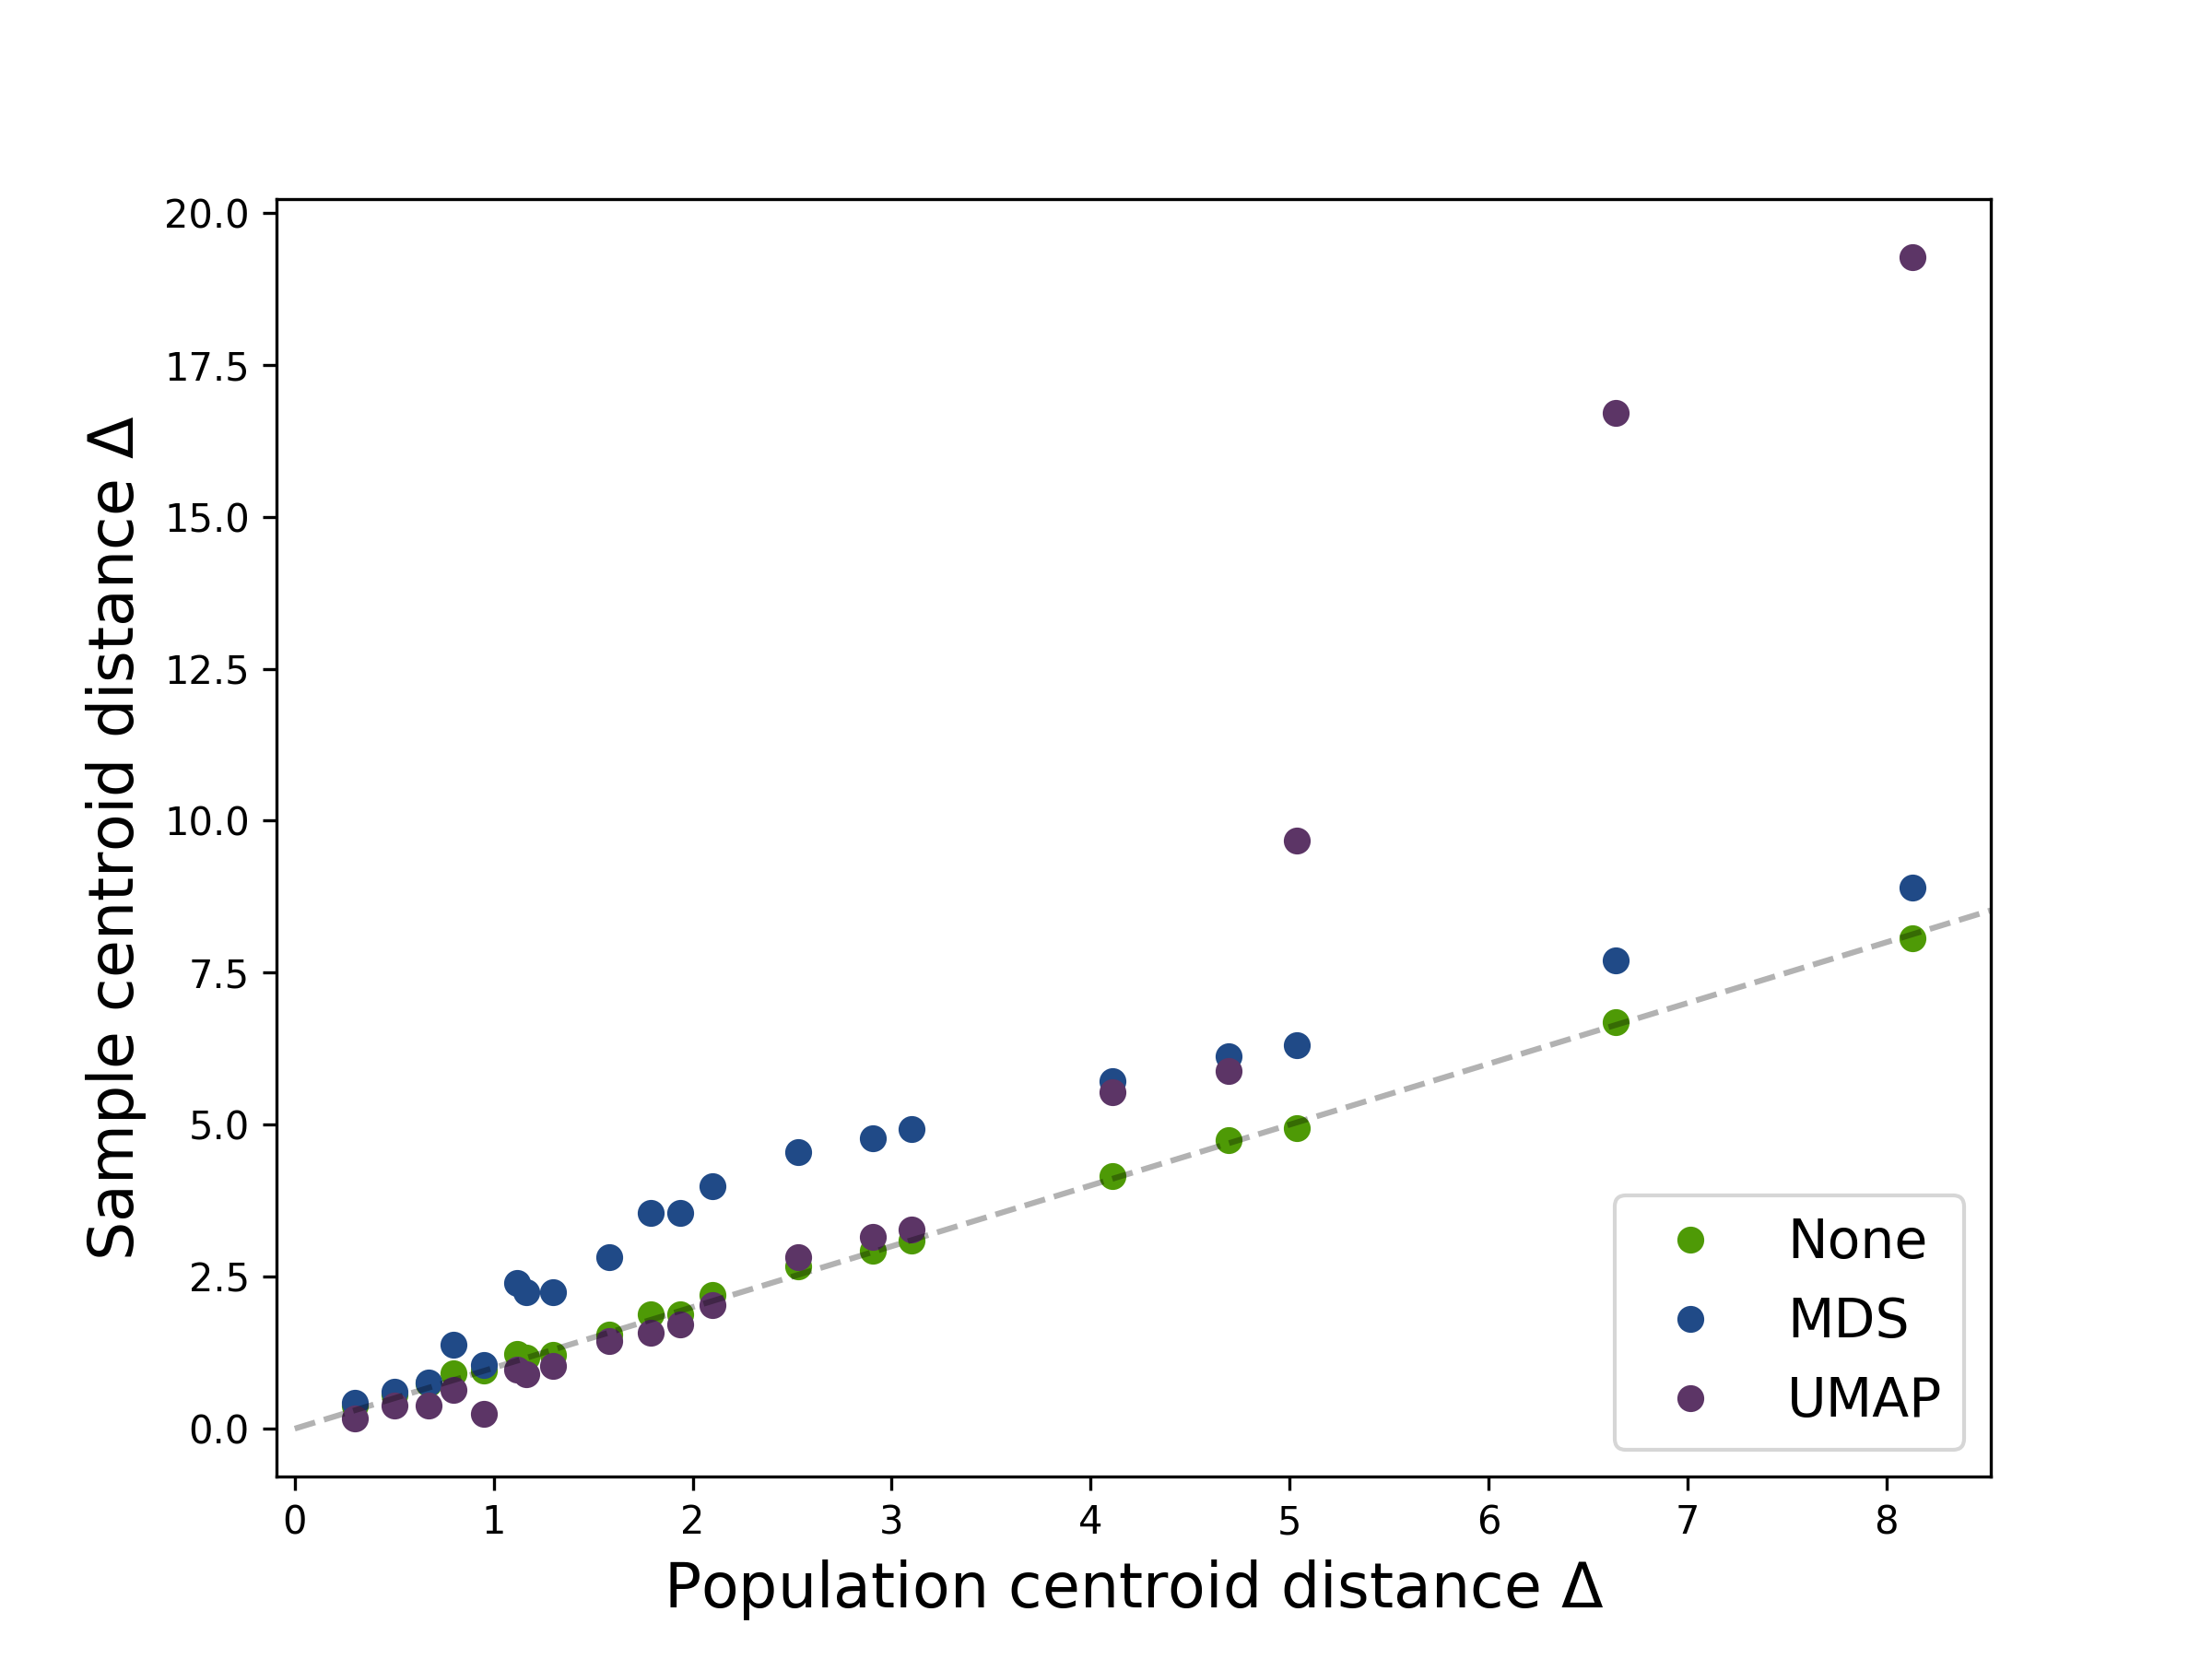 Sample centroid distance Δ
20.0
17.5
15.0
12.5
10.0
7.5
5.0
2.5
0.0
None
MDS
UMAP
0 1 2 3 4 5 6 7 8
Population centroid distance Δ